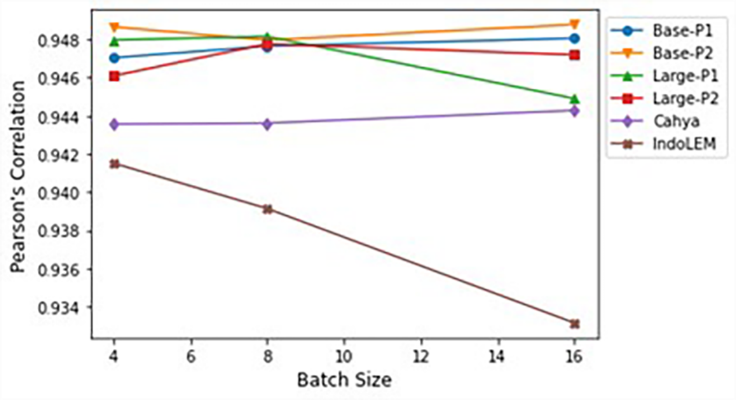 0.948
0.946
0.944
0.942
0.940
0.938
0.936
0.934
Pearson's Correlation
4 6 8 10 12 14 16
Batch Size
Base-P1
Base-P2
Large-P1
Large-P2
Cahya
IndoLEM